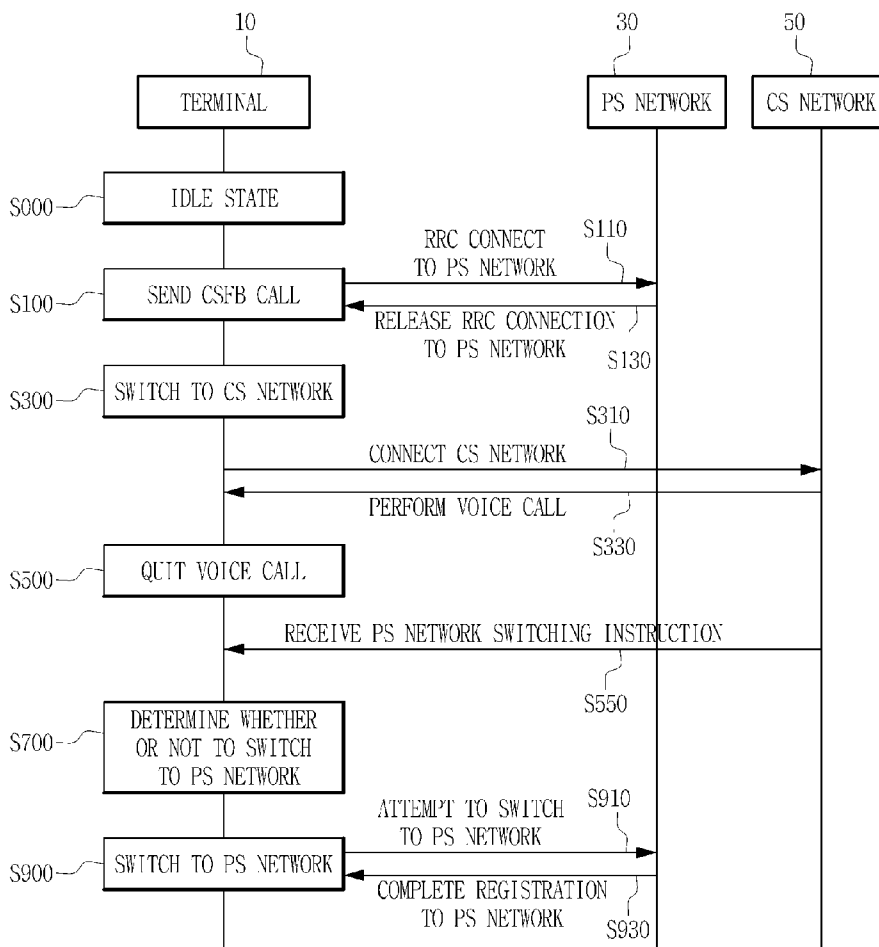 10
30
50
TERMINAL
PS NETWORK
CS NETWORK
S000
IDLE STATE
RRC CONNECT
TO PS NETWORK
S110
S100
SEND CSFB CALL
RELEASE RRC CONNECTION
TO PS NETWORK
S130
S300
SWITCH TO CS NETWORK
S310
CONNECT CS NETWORK
PERFORM VOICE CALL
S330
S500
QUIT VOICE CALL
RECEIVE PS NETWORK SWITCHING INSTRUCTION
S550
S700
DETERMINE WHETHER
OR NOT TO SWITCH
TO PS NETWORK
ATTEMPT TO SWITCH
TO PS NETWORK
S910
S900
SWITCH TO PS NETWORK
COMPLETE REGISTRATION
TO PS NETWORK
S930